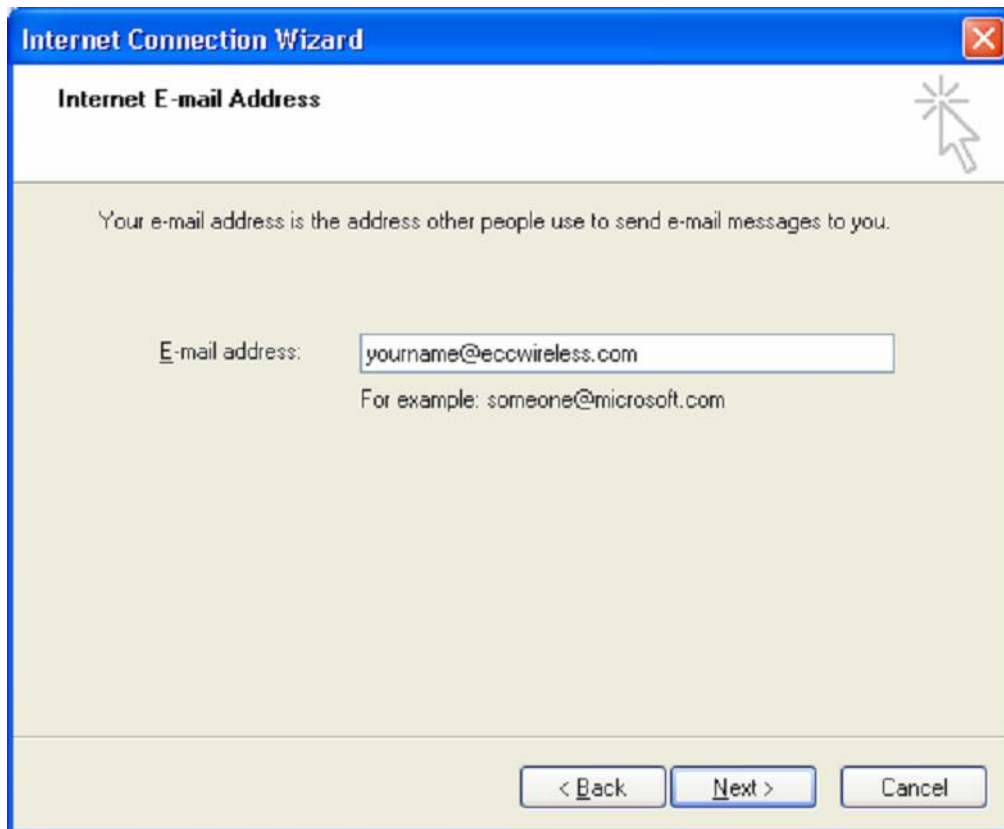 Internet Connection Wizard
Internet E-mail Address
Your e-mail address is the address other people use to send e-mail messages to you.
E-mail address:
yourname@eccwireless.com
For example: someone@microsoft.com
< Back
Next >
Cancel